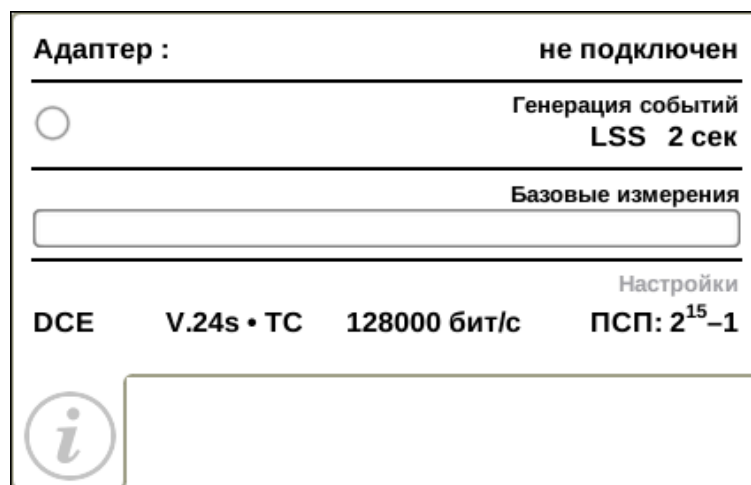 Адаптер : не подключен
Генерация событий
LSS 2 сек
Базовые измерения
Настройки
DCE V.24s • TC 128000 бит/с ПСП: 2¹⁵–1
i